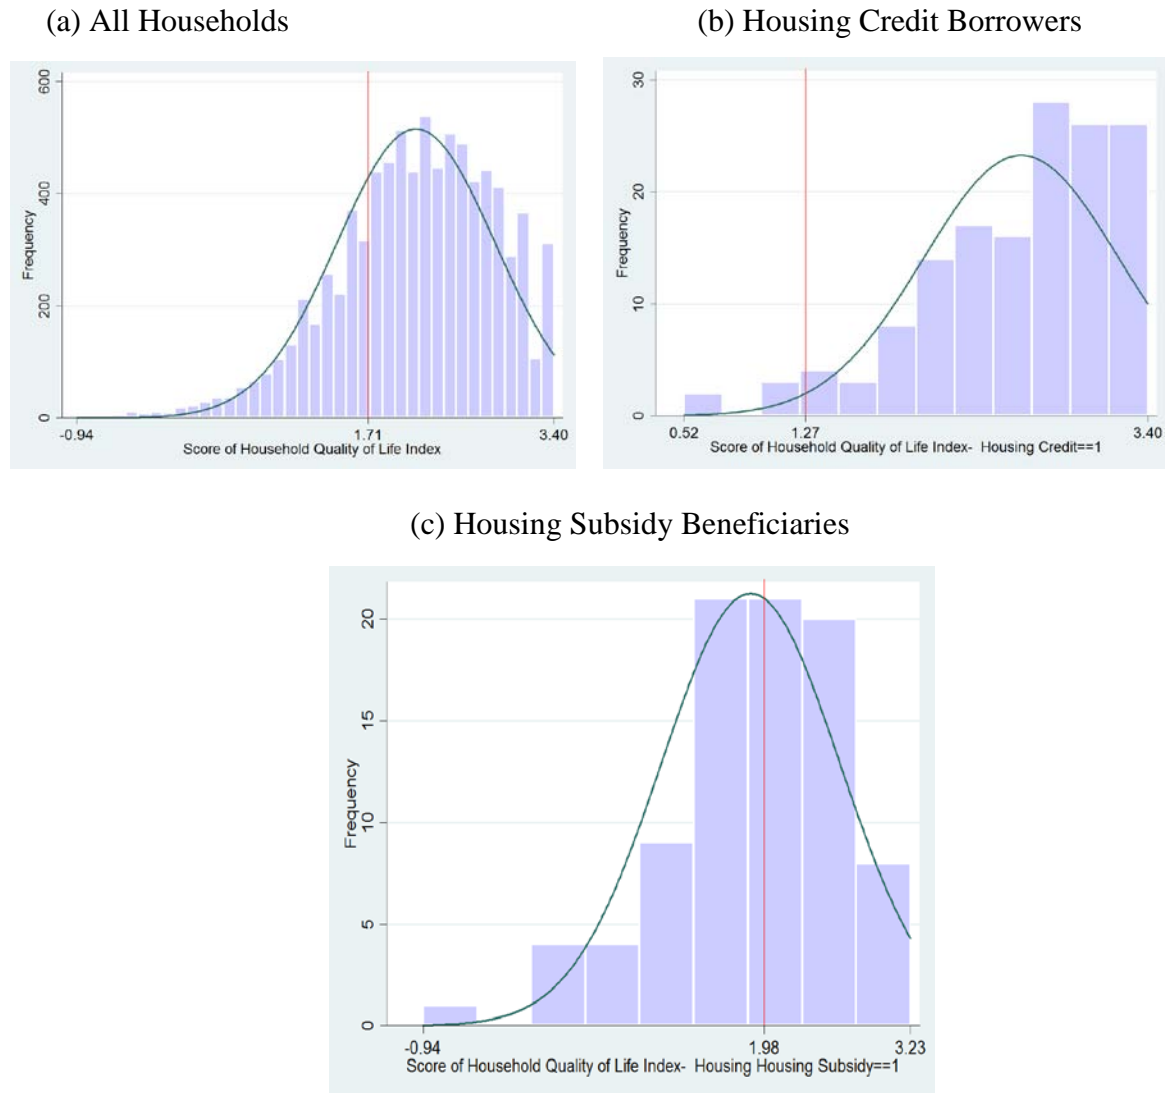 (a) All Households
(b) Housing Credit Borrowers
600
400
200
0
Frequency
-0.94
1.71
3.40
Score of Household Quality of Life Index
30
20
10
0
Frequency
0.52
1.27
3.40
Score of Household Quality of Life Index- Housing Credit==1
(c) Housing Subsidy Beneficiaries
20
15
10
5
0
Frequency
-0.94
1.98
3.23
Score of Household Quality of Life Index- Housing Housing Subsidy==1